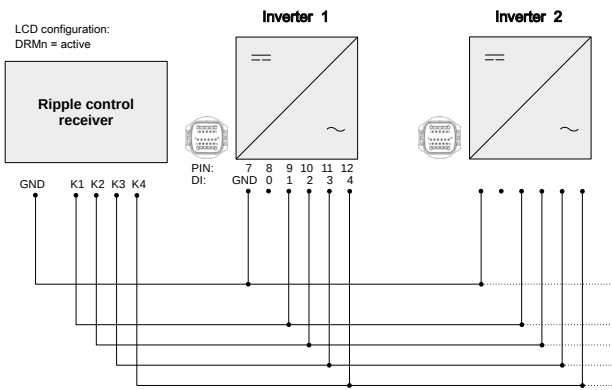 LCD configuration:
DRMn = active
Inverter 1
Inverter 2
Ripple control
receiver
PIN: 7 8 9 10 11 12
DI: GND 0 1 2 3 4
GND K1 K2 K3 K4